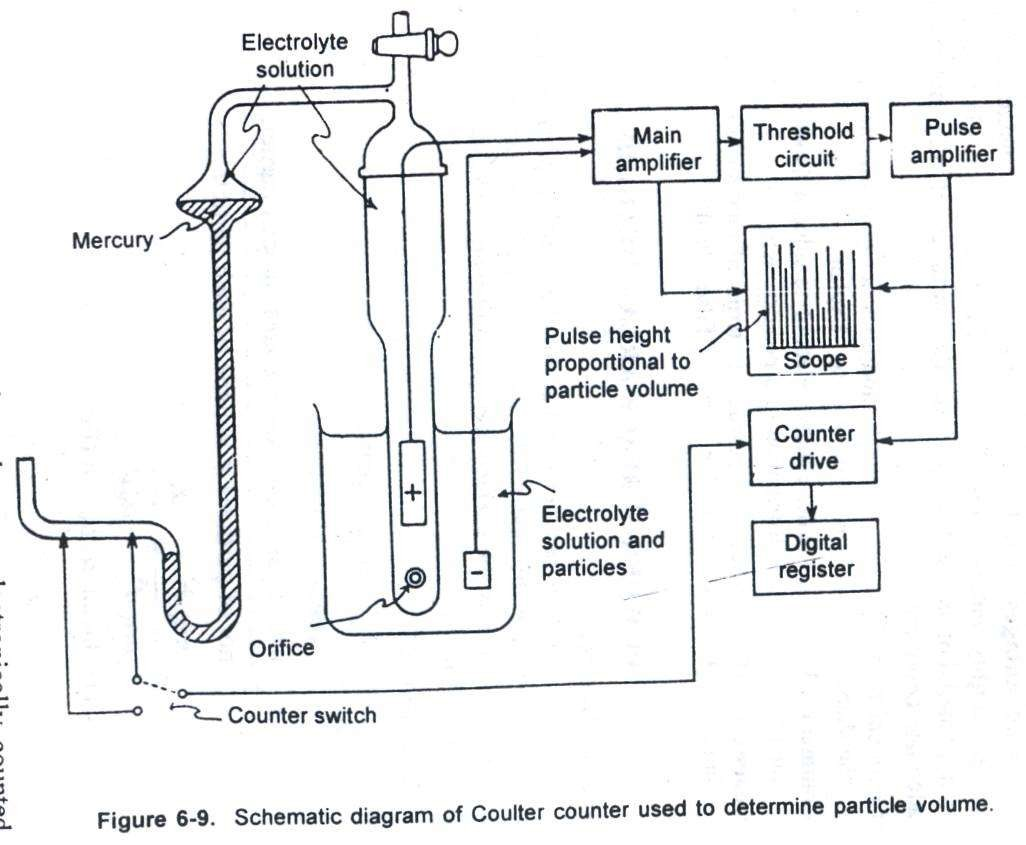 Electrolyte
solution
Main
amplifier
Threshold
circuit
Pulse
amplifier
Mercury
Pulse height
proportional to
particle volume
Scope
Counter
drive
+
-
Electrolyte
solution and
particles
Digital
register
Orifice
Counter switch
Figure 6-9. Schematic diagram of Coulter counter used to determine particle volume.